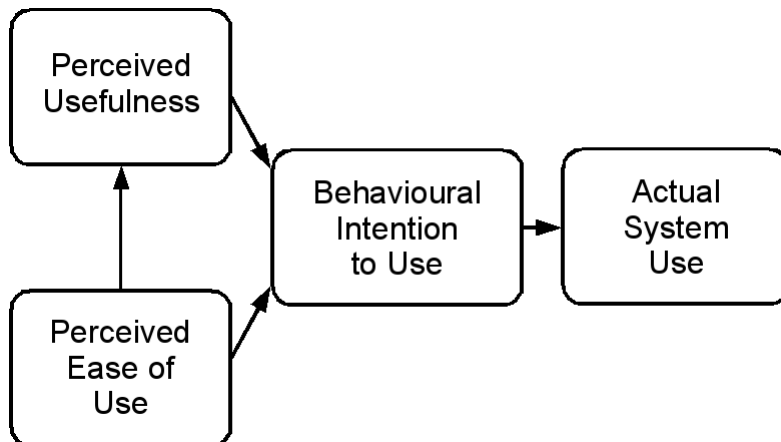 Perceived
Usefulness
Behavioural
Intention
to Use
Actual
System
Use
Perceived
Ease of
Use